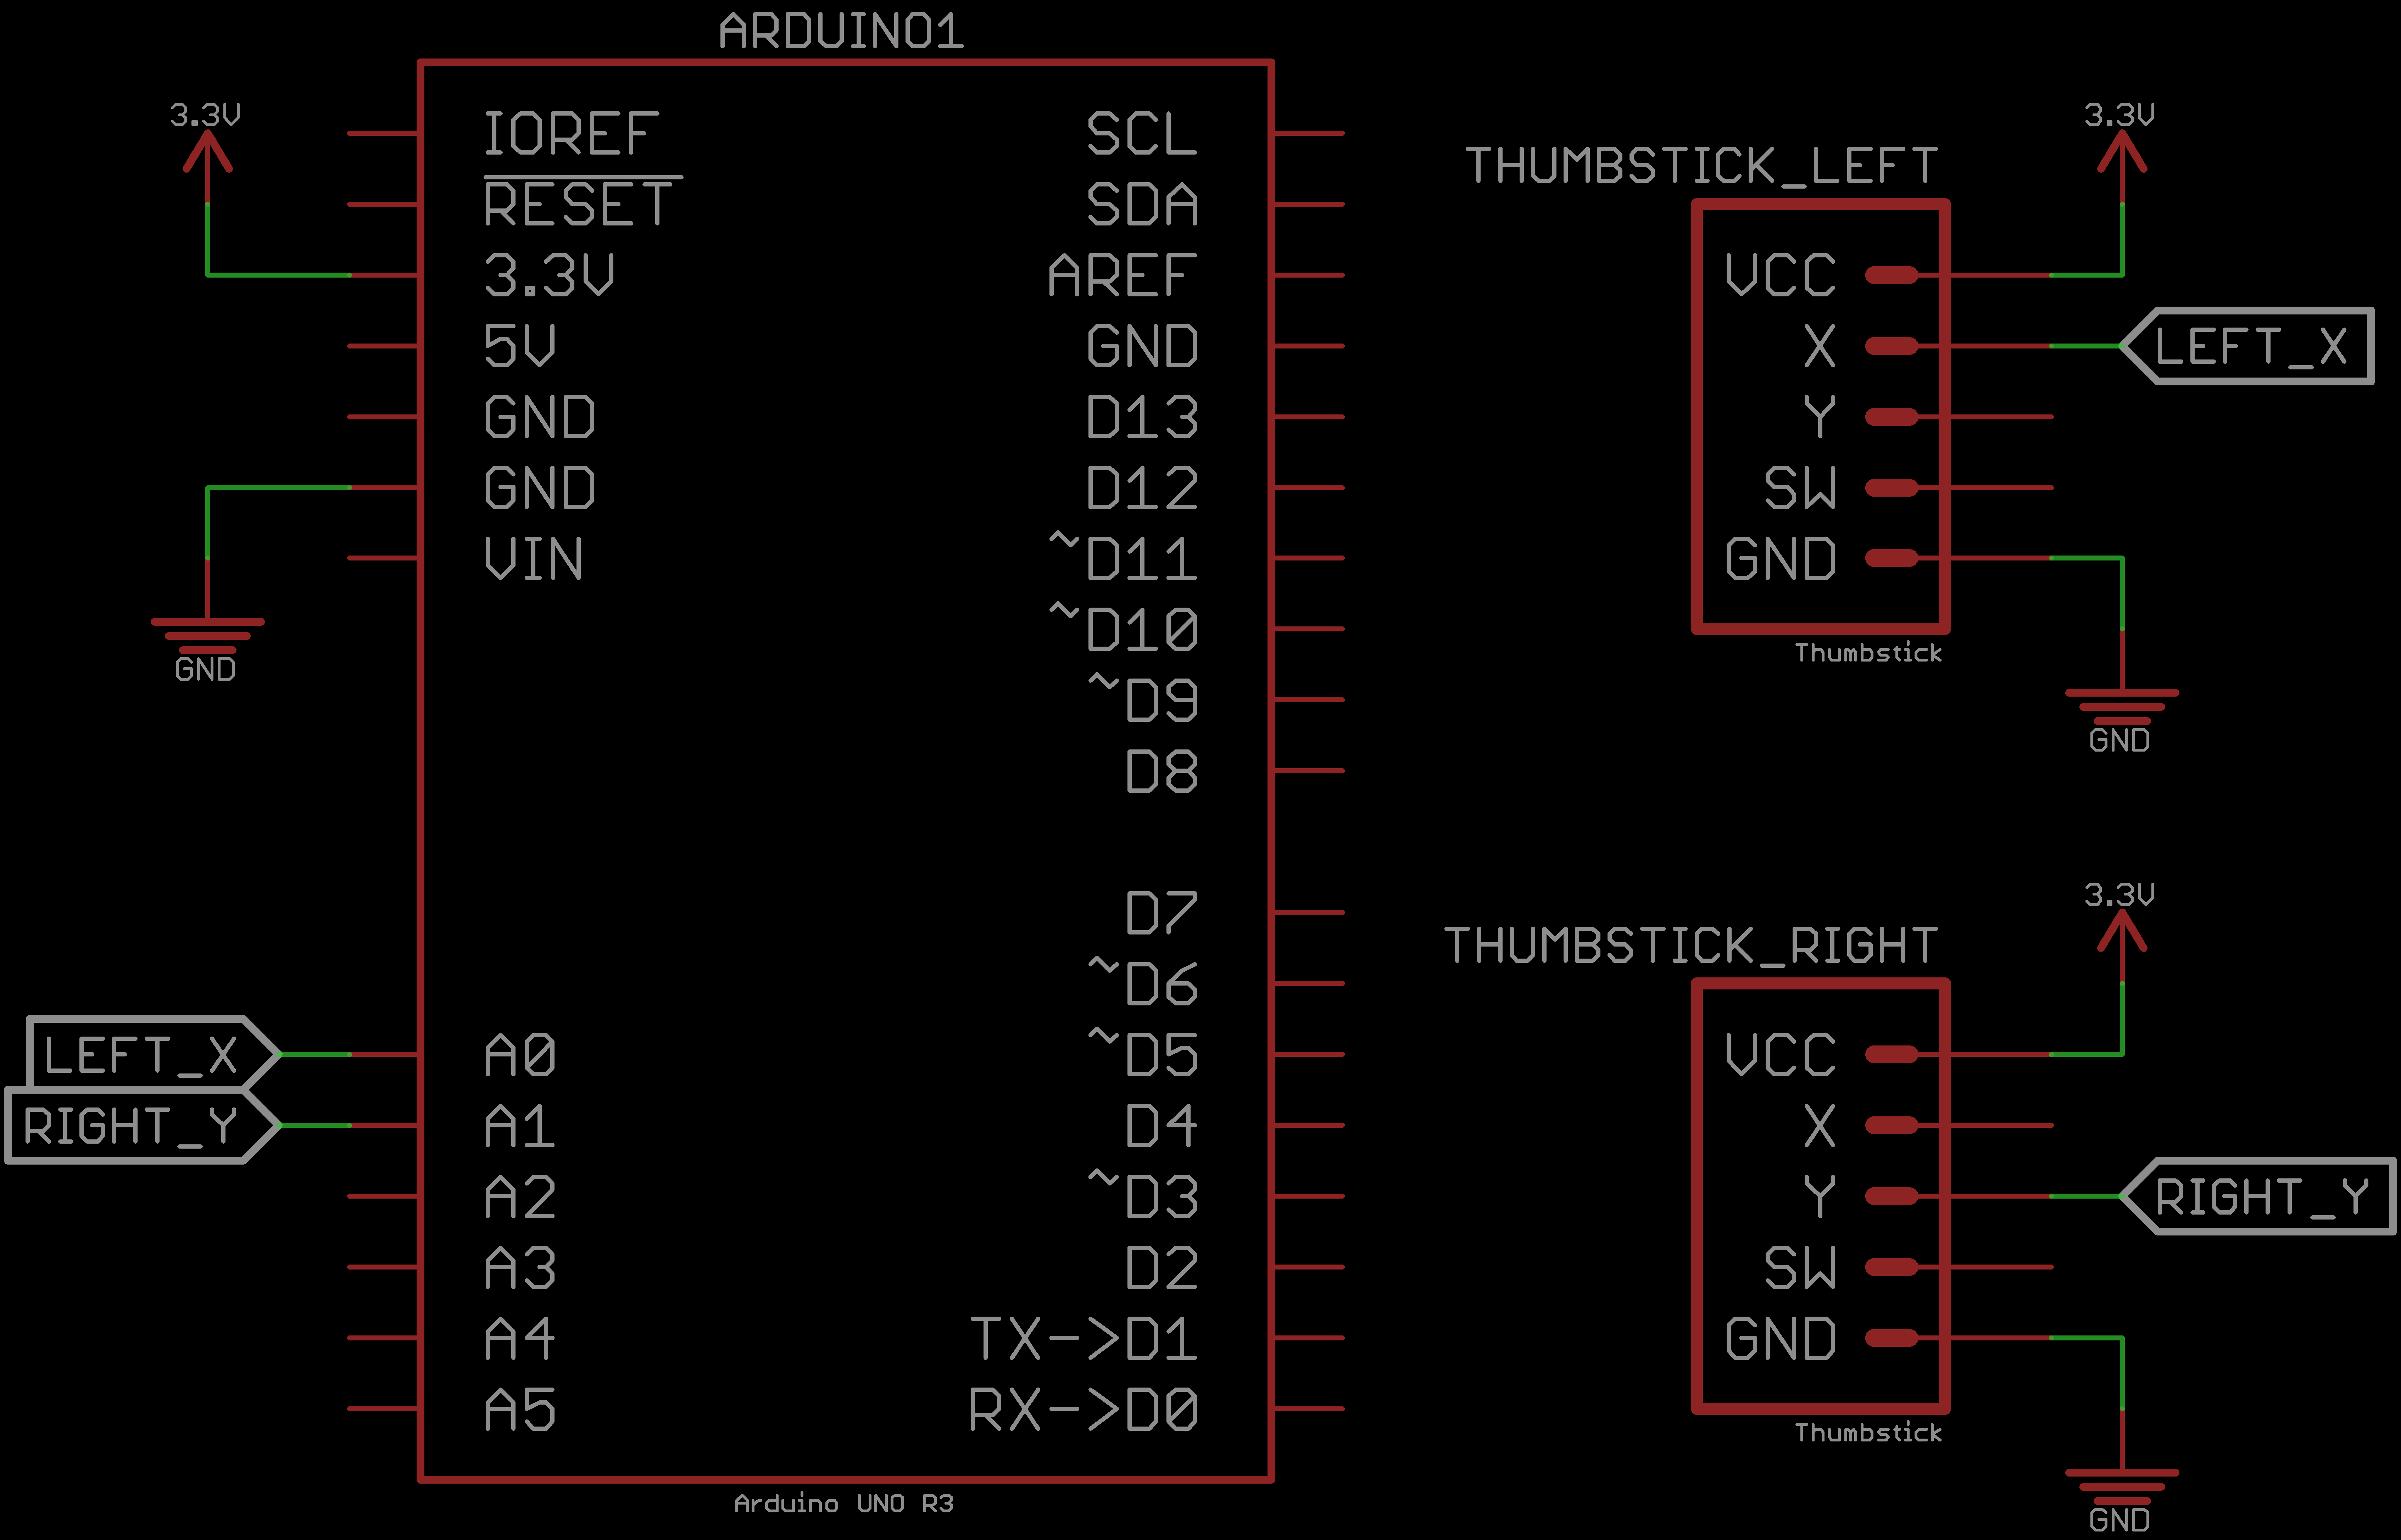 ARDUINO1
3.3V
GND
IOREF
RESET
3.3V
5V
GND
GND
VIN
LEFT_X
RIGHT_Y
A0
A1
A2
A3
A4
A5
SCL
SDA
AREF
GND
D13
D12
~D11
~D10
~D9
D8
D7
~D6
~D5
D4
~D3
D2
TX->D1
RX->D0
Arduino UNO R3
THUMBSTICK_LEFT
3.3V
VCC
X
LEFT_X
Y
SW
GND
Thumbstick
GND
THUMBSTICK_RIGHT
3.3V
VCC
X
Y
RIGHT_Y
SW
GND
Thumbstick
GND